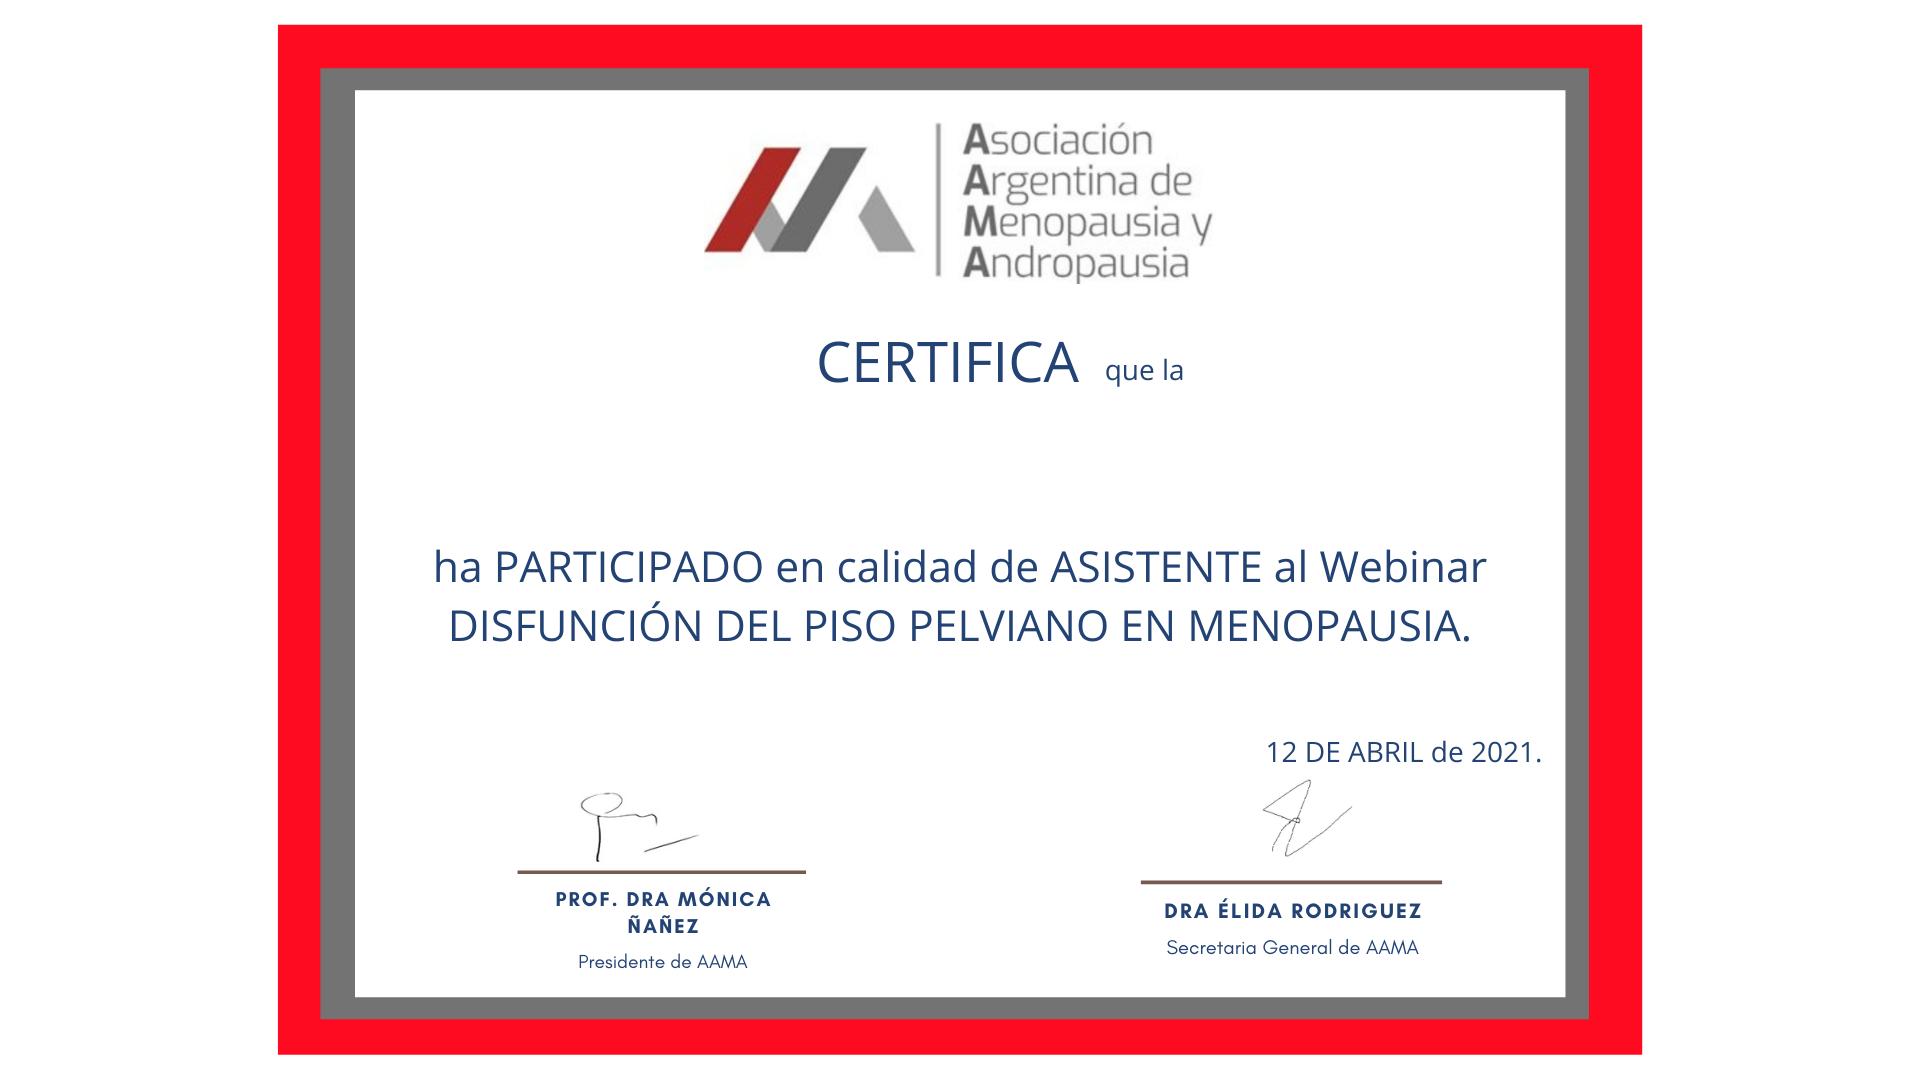 Asociación
Argentina de
Menopausia y
Andropausia
CERTIFICA que la
ha PARTICIPADO en calidad de ASISTENTE al Webinar
DISFUNCIÓN DEL PISO PELVIANO EN MENOPAUSIA.
12 DE ABRIL de 2021.
PROF. DRA MÓNICA
ÑAÑEZ
Presidente de AAMA
DRA ÉLIDA RODRIGUEZ
Secretaria General de AAMA